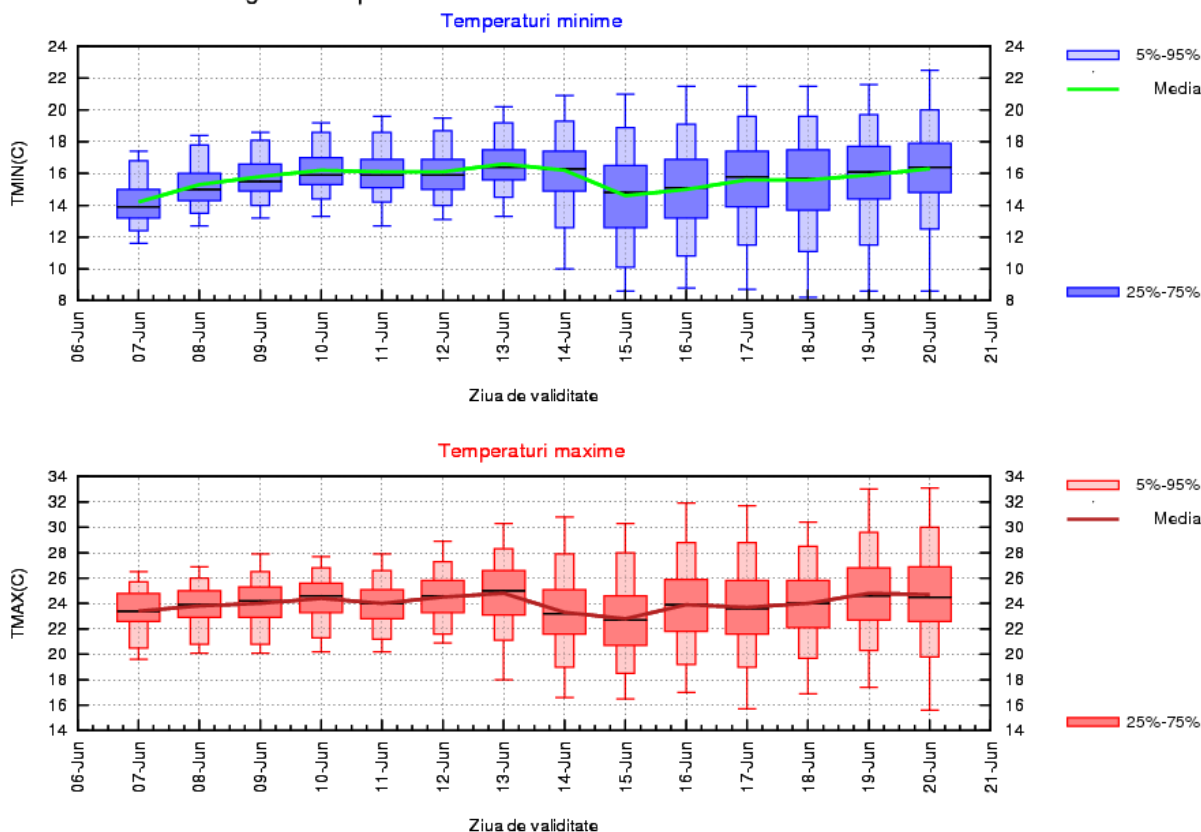 Temperaturi minime
TMIN(C)
24 22 20 18 16 14 12 10 8
24 22 20 18 16 14 12 10 8
06-Jun 07-Jun 08-Jun 09-Jun 10-Jun 11-Jun 12-Jun 13-Jun 14-Jun 15-Jun 16-Jun 17-Jun 18-Jun 19-Jun 20-Jun 21-Jun
Ziua de validitate
5%-95%
Media
25%-75%
Temperaturi maxime
TMAX(C)
34 32 30 28 26 24 22 20 18 16 14
34 32 30 28 26 24 22 20 18 16 14
06-Jun 07-Jun 08-Jun 09-Jun 10-Jun 11-Jun 12-Jun 13-Jun 14-Jun 15-Jun 16-Jun 17-Jun 18-Jun 19-Jun 20-Jun 21-Jun
Ziua de validitate
5%-95%
Media
25%-75%